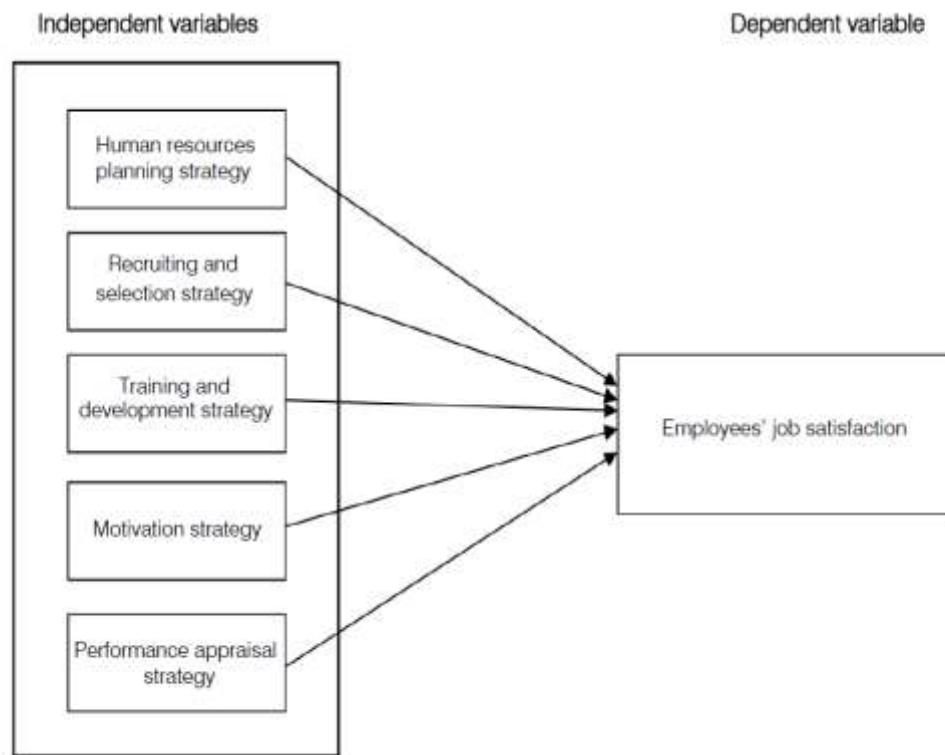 Independent variables
Dependent variable
Human resources
planning strategy
Recruiting and
selection strategy
Training and
development strategy
Motivation strategy
Performance appraisal
strategy
Employees' job satisfaction